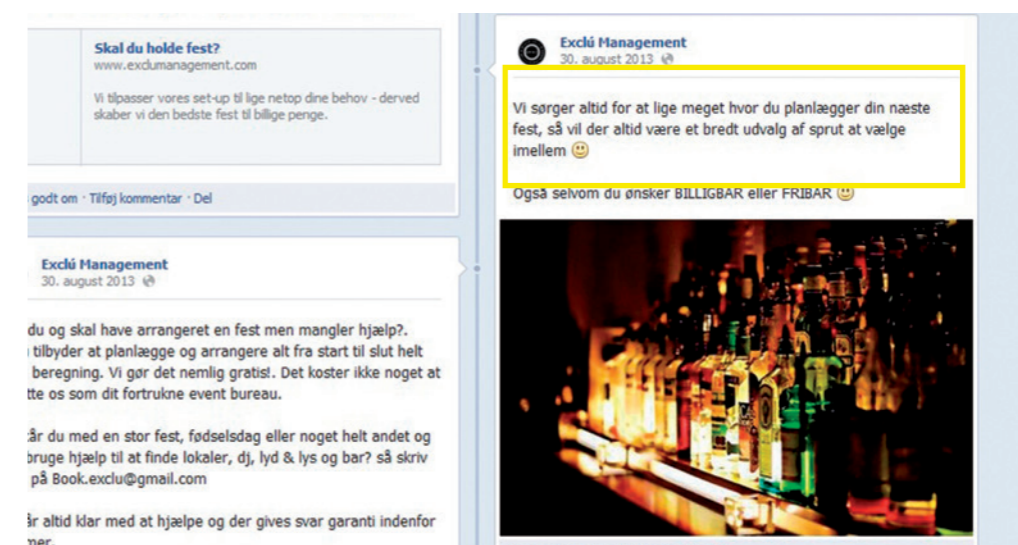 Skal du holde fest?
www.exclumanagement.com
Vi tilpasser vores set-up til lige netop dine behov - derved
skaber vi den bedste fest til billige penge.
godt om · Tilføj kommentar · Del
Exclú Management
30. august 2013
du og skal have arrangeret en fest men mangler hjælp?.
tilbyder at planlægge og arrangere alt fra start til slut helt
beregning. Vi gør det nemlig gratis!. Det koster ikke noget at
tte os som dit fortrukne event bureau.
år du med en stor fest, fødselsdag eller noget helt andet og
bruge hjælp til at finde lokaler, dj, lyd & lys og bar? så skriv
på Book.exclu@gmail.com
år altid klar med at hjælpe og der gives svar garanti indenfor
mer.
Exclú Management
30. august 2013
Vi sørger altid for at lige meget hvor du planlægger din næste
fest, så vil der altid være et bredt udvalg af sprut at vælge
imellem 🙂
Også selvom du ønsker BILLIGBAR eller FRIBAR 😃